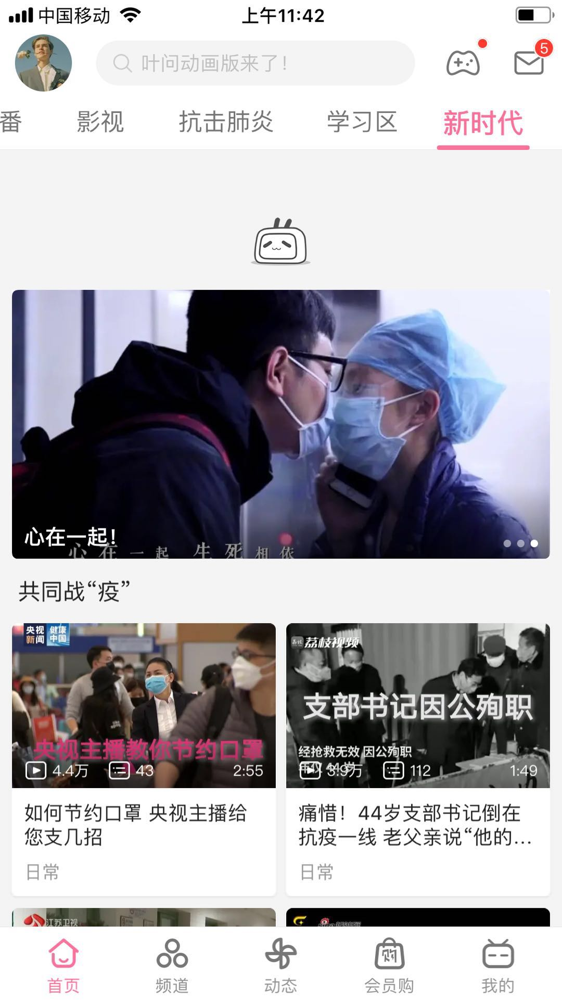 中国移动
上午11:42
叶问动画版来了!
5
番
影视
抗击肺炎
学习区
新时代
心在一起!
心在一起 生死相依
共同战“疫”
央视新闻
健康中国
央视主播教你节约口罩
4.4万
43
2:55
荔枝视频
支部书记因公殉职
经抢救无效 因公殉职
3.9万
112
1:49
如何节约口罩 央视主播给
您支几招
日常
痛惜！44岁支部书记倒在
抗疫一线 老父亲说“他的...
日常
江苏卫视
首页
频道
动态
购
会员购
我的